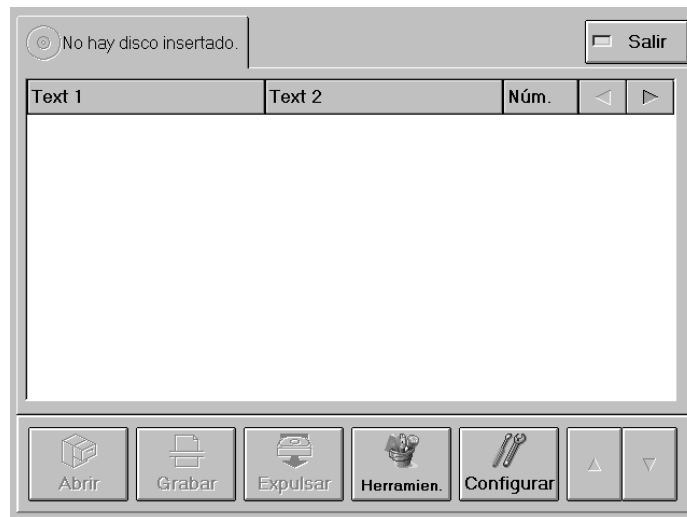 No hay disco insertado.
Salir
Text 1 Text 2 Núm.
Abrir Grabar Expulsar Herramien. Configurar